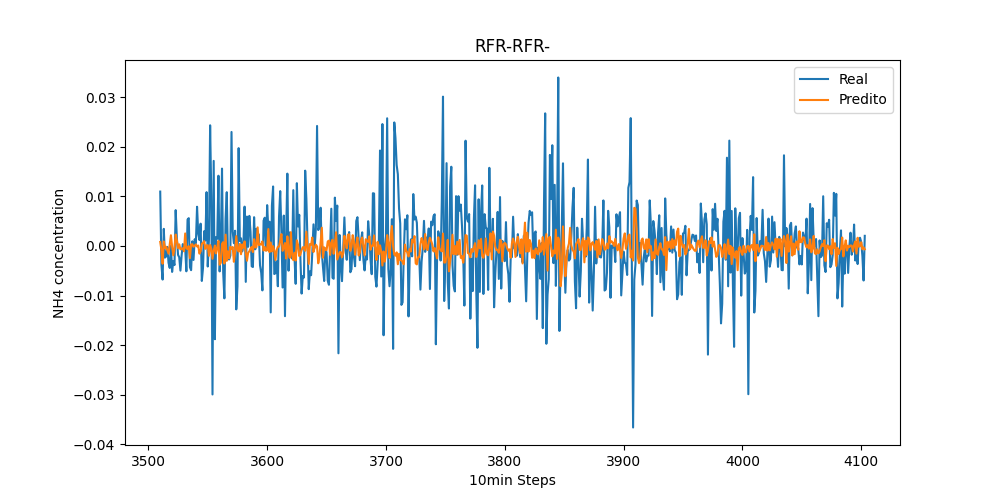 RFR-RFR-
Real
Predito
NH4 concentration
0.03
0.02
0.01
0.00
−0.01
−0.02
−0.03
−0.04
3500 3600 3700 3800 3900 4000 4100
10min Steps